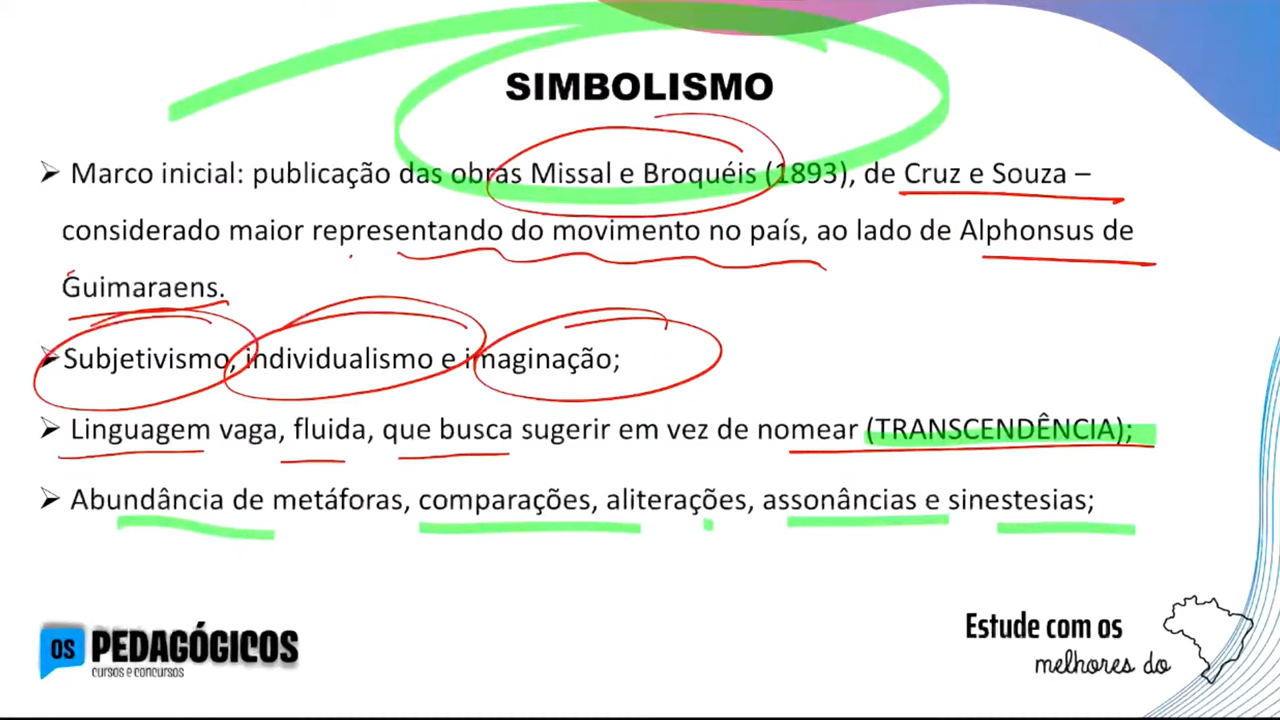 SIMBOLISMO
➢ Marco inicial: publicação das obras Missal e Broquéis (1893), de Cruz e Souza –
considerado maior representando do movimento no país, ao lado de Alphonsus de
Guimaraens.
➢ Subjetivismo, individualismo e imaginação;
➢ Linguagem vaga, fluida, que busca sugerir em vez de nomear (TRANSCENDÊNCIA);
➢ Abundância de metáforas, comparações, aliterações, assonâncias e sinestesias;
OS PEDAGÓGICOS
cursos e concursos
Estude com os
melhores do